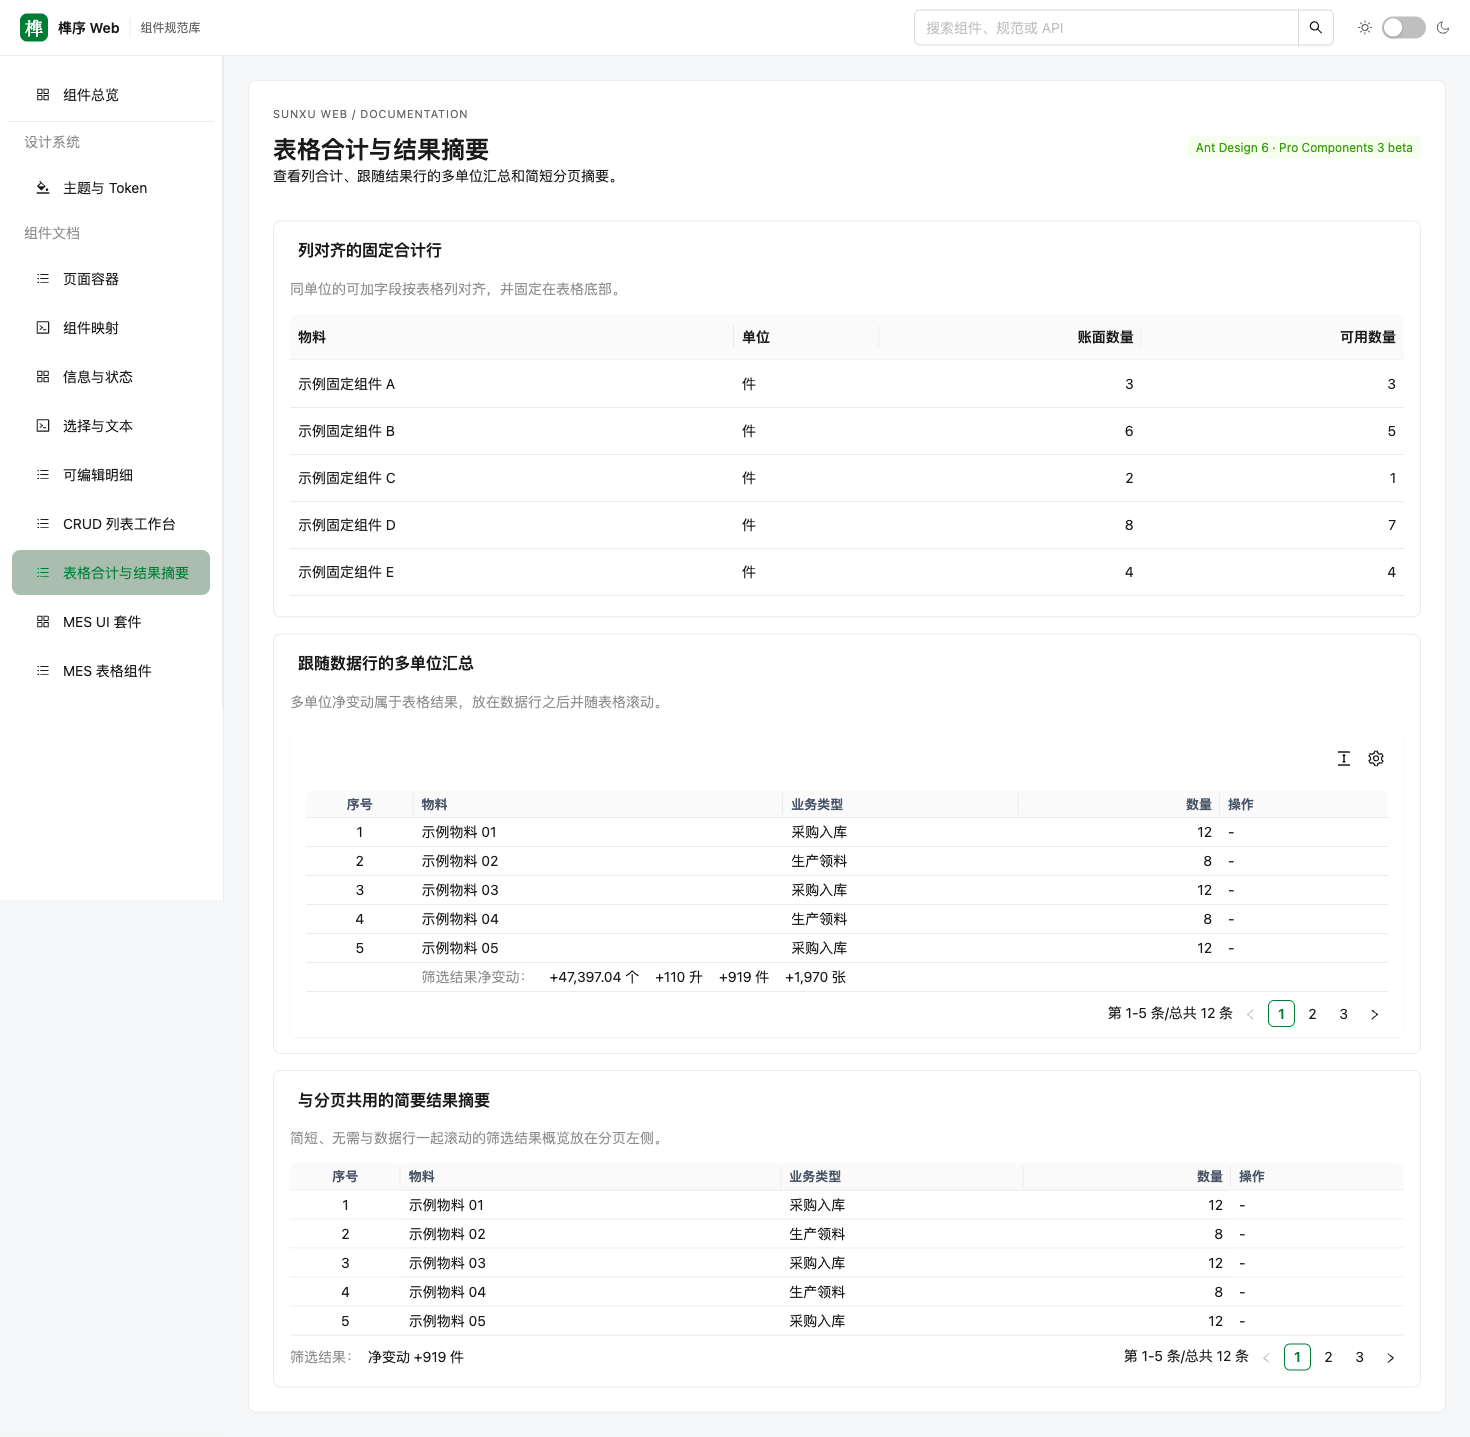 榫 榫序 Web 组件规范库 搜索组件、规范或 API
组件总览
设计系统
主题与 Token
组件文档
页面容器
组件映射
信息与状态
选择与文本
可编辑明细
CRUD 列表工作台
表格合计与结果摘要
MES UI 套件
MES 表格组件
SUNXU WEB / DOCUMENTATION
表格合计与结果摘要
Ant Design 6 · Pro Components 3 beta
查看列合计、跟随结果行的多单位汇总和简短分页摘要。
列对齐的固定合计行
同单位的可加字段按表格列对齐，并固定在表格底部。
物料 单位 账面数量 可用数量
示例固定组件 A 件 3 3
示例固定组件 B 件 6 5
示例固定组件 C 件 2 1
示例固定组件 D 件 8 7
示例固定组件 E 件 4 4
跟随数据行的多单位汇总
多单位净变动属于表格结果，放在数据行之后并随表格滚动。
序号 物料 业务类型 数量 操作
1 示例物料 01 采购入库 12 -
2 示例物料 02 生产领料 8 -
3 示例物料 03 采购入库 12 -
4 示例物料 04 生产领料 8 -
5 示例物料 05 采购入库 12 -
筛选结果净变动： +47,397.04 个 +110 升 +919 件 +1,970 张
第 1-5 条/总共 12 条 < 1 2 3 >
与分页共用的简要结果摘要
简短、无需与数据行一起滚动的筛选结果概览放在分页左侧。
序号 物料 业务类型 数量 操作
1 示例物料 01 采购入库 12 -
2 示例物料 02 生产领料 8 -
3 示例物料 03 采购入库 12 -
4 示例物料 04 生产领料 8 -
5 示例物料 05 采购入库 12 -
筛选结果： 净变动 +919 件 第 1-5 条/总共 12 条 < 1 2 3 >